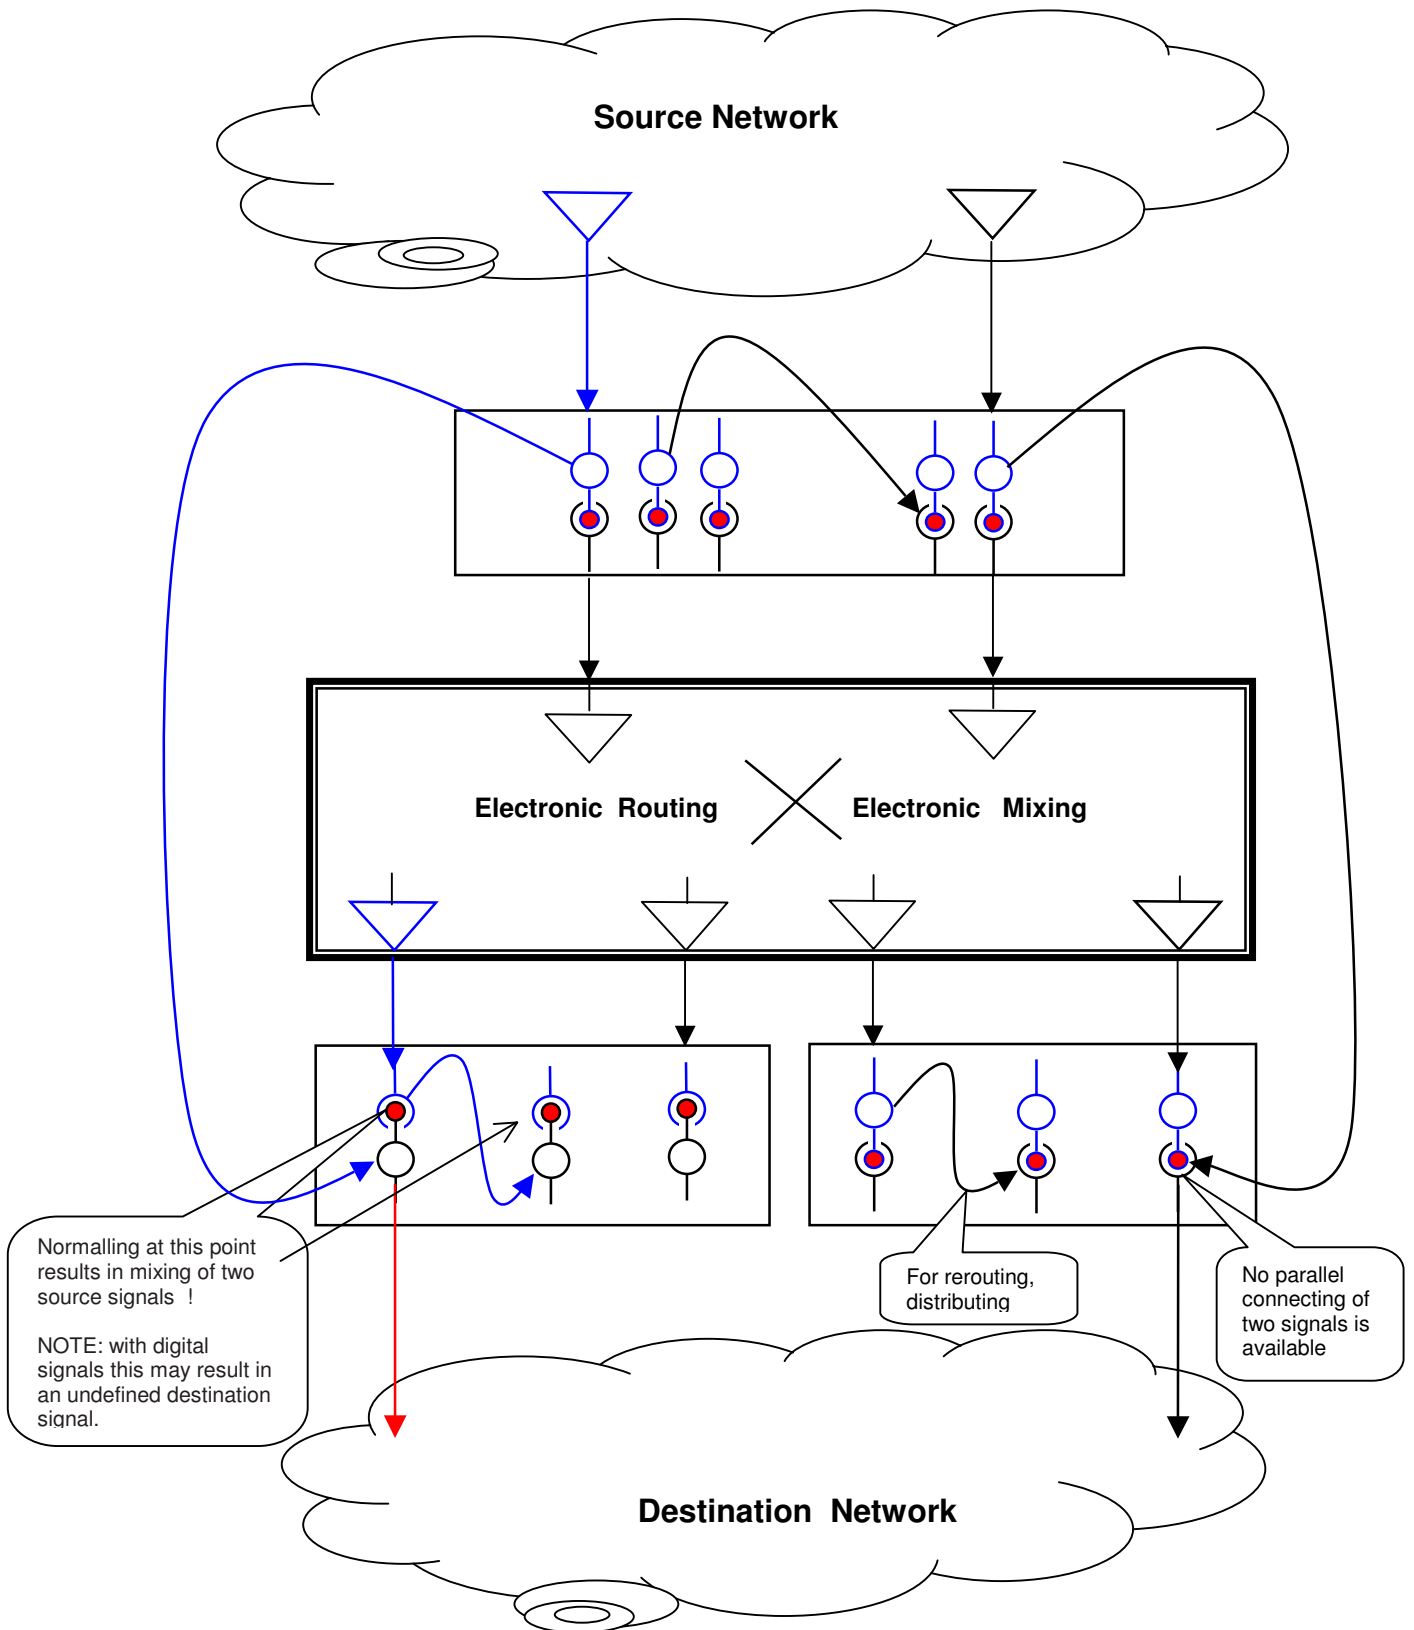 Source Network
Electronic Routing
Electronic Mixing
Normalling at this point
results in mixing of two
source signals !
NOTE: with digital
signals this may result in
an undefined destination
signal.
For rerouting,
distributing
No parallel
connecting of
two signals is
available
Destination Network